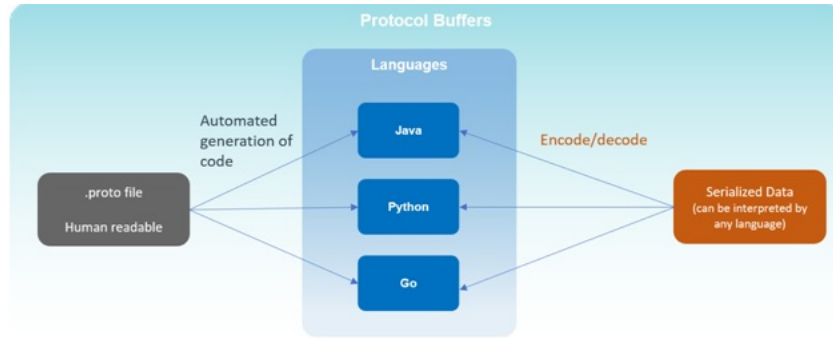 Protocol Buffers
Languages
Automated
generation of
code
Java
Encode/decode
.proto file
Human readable
Python
Serialized Data
(can be interpreted by
any language)
Go